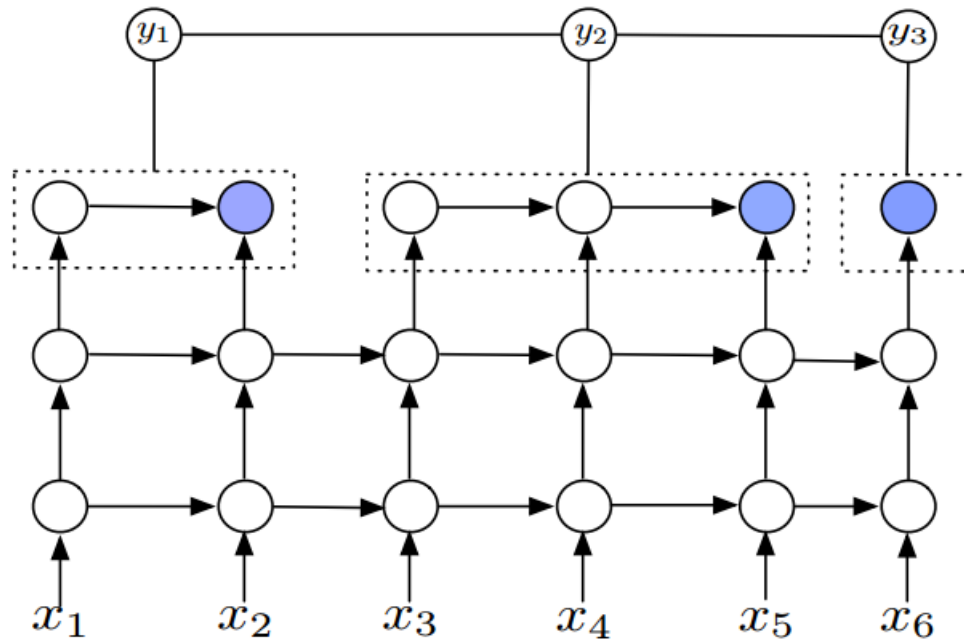 y₁ y₂ y₃
x₁ x₂ x₃ x₄ x₅ x₆